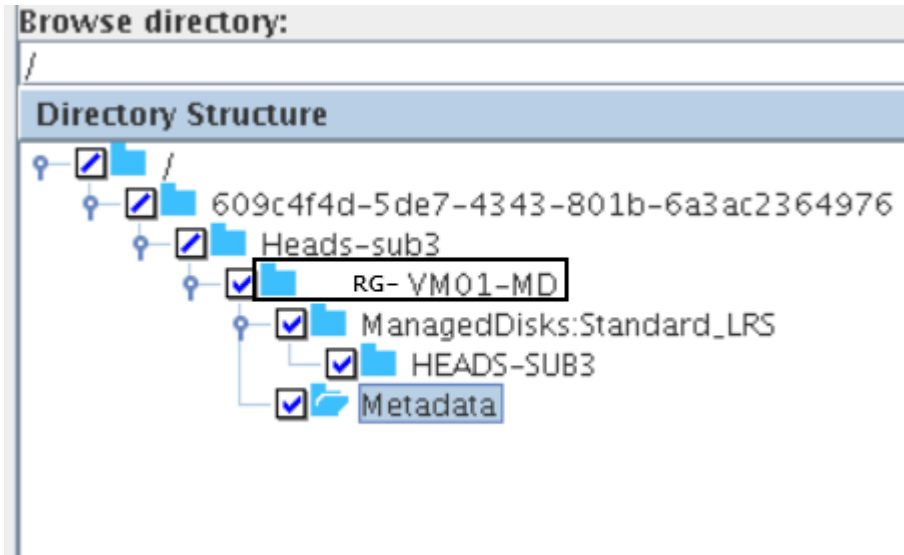 Browse directory:
/
Directory Structure
/
609c4f4d-5de7-4343-801b-6a3ac2364976
Heads-sub3
RG- VM01-MD
ManagedDisks:Standard_LRS
HEADS-SUB3
Metadata